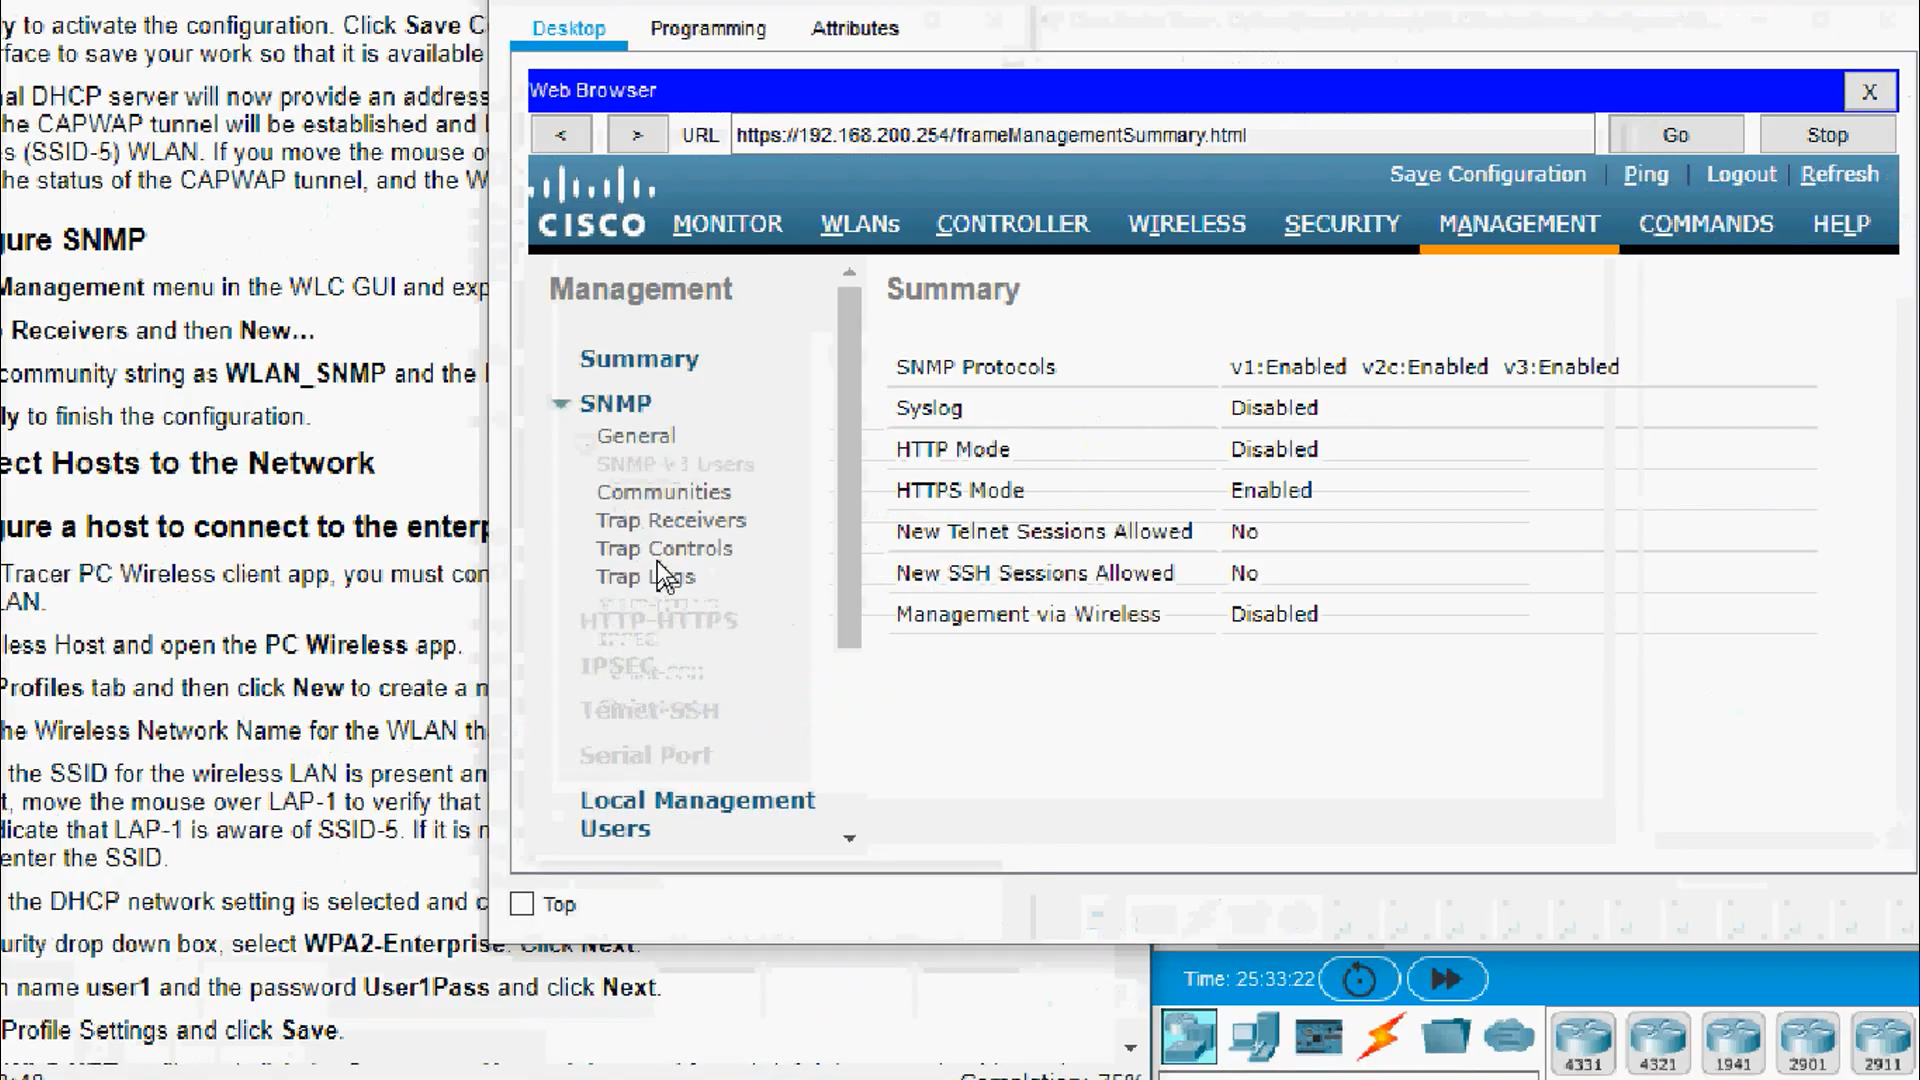 y to activate the configuration. Click Save C
face to save your work so that it is available
al DHCP server will now provide an address
he CAPWAP tunnel will be established and
s (SSID-5) WLAN. If you move the mouse o
he status of the CAPWAP tunnel, and the W
gure SNMP
Management menu in the WLC GUI and exp
Receivers and then New...
community string as WLAN_SNMP and the
ly to finish the configuration.
ect Hosts to the Network
gure a host to connect to the enterp
Tracer PC Wireless client app, you must con
LAN.
less Host and open the PC Wireless app.
Profiles tab and then click New to create a n
he Wireless Network Name for the WLAN th
the SSID for the wireless LAN is present an
t, move the mouse over LAP-1 to verify that
dicate that LAP-1 is aware of SSID-5. If it is n
enter the SSID.
the DHCP network setting is selected and c
urity drop down box, select WPA2-Enterprise. Click Next.
n name user1 and the password User1Pass and click Next.
Profile Settings and click Save.
Desktop Programming Attributes
Web Browser X
< > URL https://192.168.200.254/frameManagementSummary.html Go Stop
Save Configuration Ping Logout Refresh
CISCO MONITOR WLANs CONTROLLER WIRELESS SECURITY MANAGEMENT COMMANDS HELP
Management
Summary
SNMP
General
SNMP v3 Users
Communities
Trap Receivers
Trap Controls
Trap Logs
HTTP-HTTPS
IPSEC
Telnet-SSH
Serial Port
Local Management
Users
Summary
SNMP Protocols v1:Enabled v2c:Enabled v3:Enabled
Syslog Disabled
HTTP Mode Disabled
HTTPS Mode Enabled
New Telnet Sessions Allowed No
New SSH Sessions Allowed No
Management via Wireless Disabled
Top
Time: 25:33:22
4331 4321 1941 2901 2911
Completion: 75%